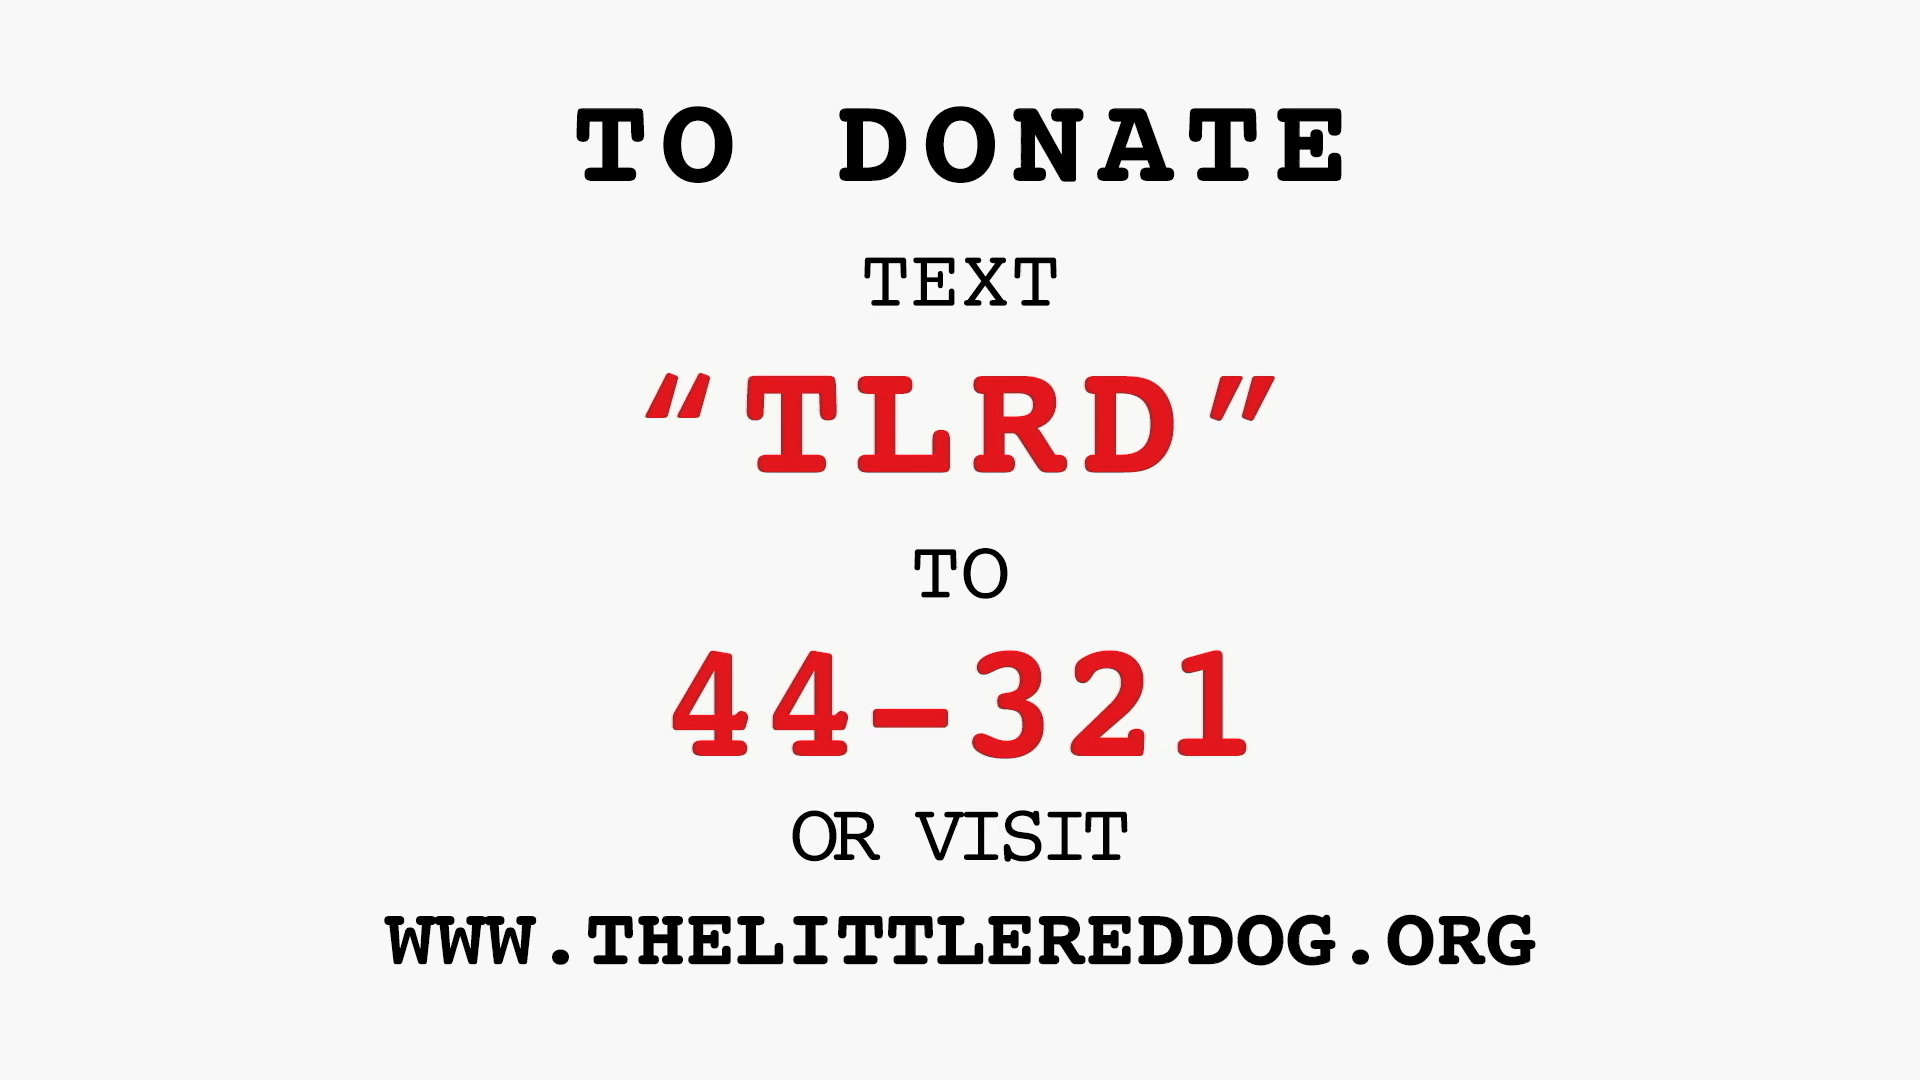 TO DONATE
TEXT
“TLRD”
TO
44-321
OR VISIT
WWW.THELITTLEREDDOG.ORG